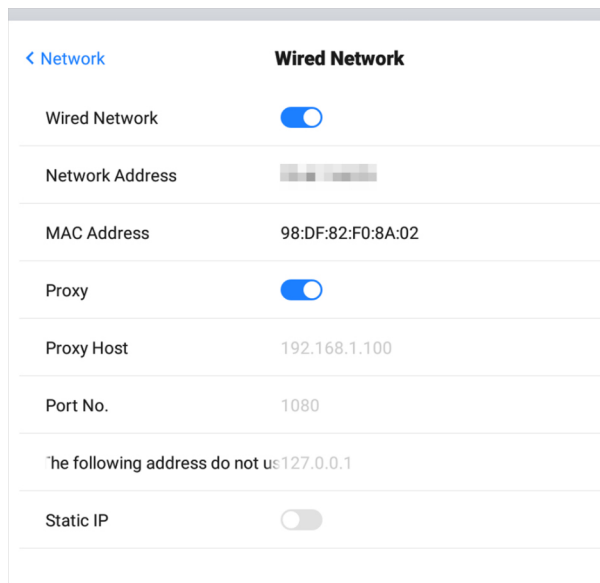 Network
Wired Network
Wired Network
Network Address
MAC Address 98:DF:82:F0:8A:02
Proxy
Proxy Host 192.168.1.100
Port No. 1080
he following address do not us 127.0.0.1
Static IP